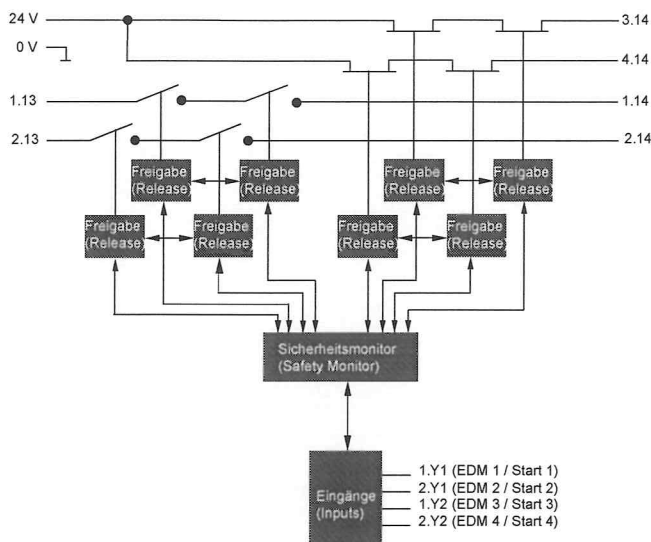 24 V
3.14
0 V
4.14
1.13
1.14
2.13
2.14
Freigabe
(Release)
Freigabe
(Release)
Freigabe
(Release)
Freigabe
(Release)
Freigabe
(Release)
Freigabe
(Release)
Freigabe
(Release)
Freigabe
(Release)
Sicherheitsmonitor
(Safety Monitor)
Eingänge
(Inputs)
1.Y1 (EDM 1 / Start 1)
2.Y1 (EDM 2 / Start 2)
1.Y2 (EDM 3 / Start 3)
2.Y2 (EDM 4 / Start 4)